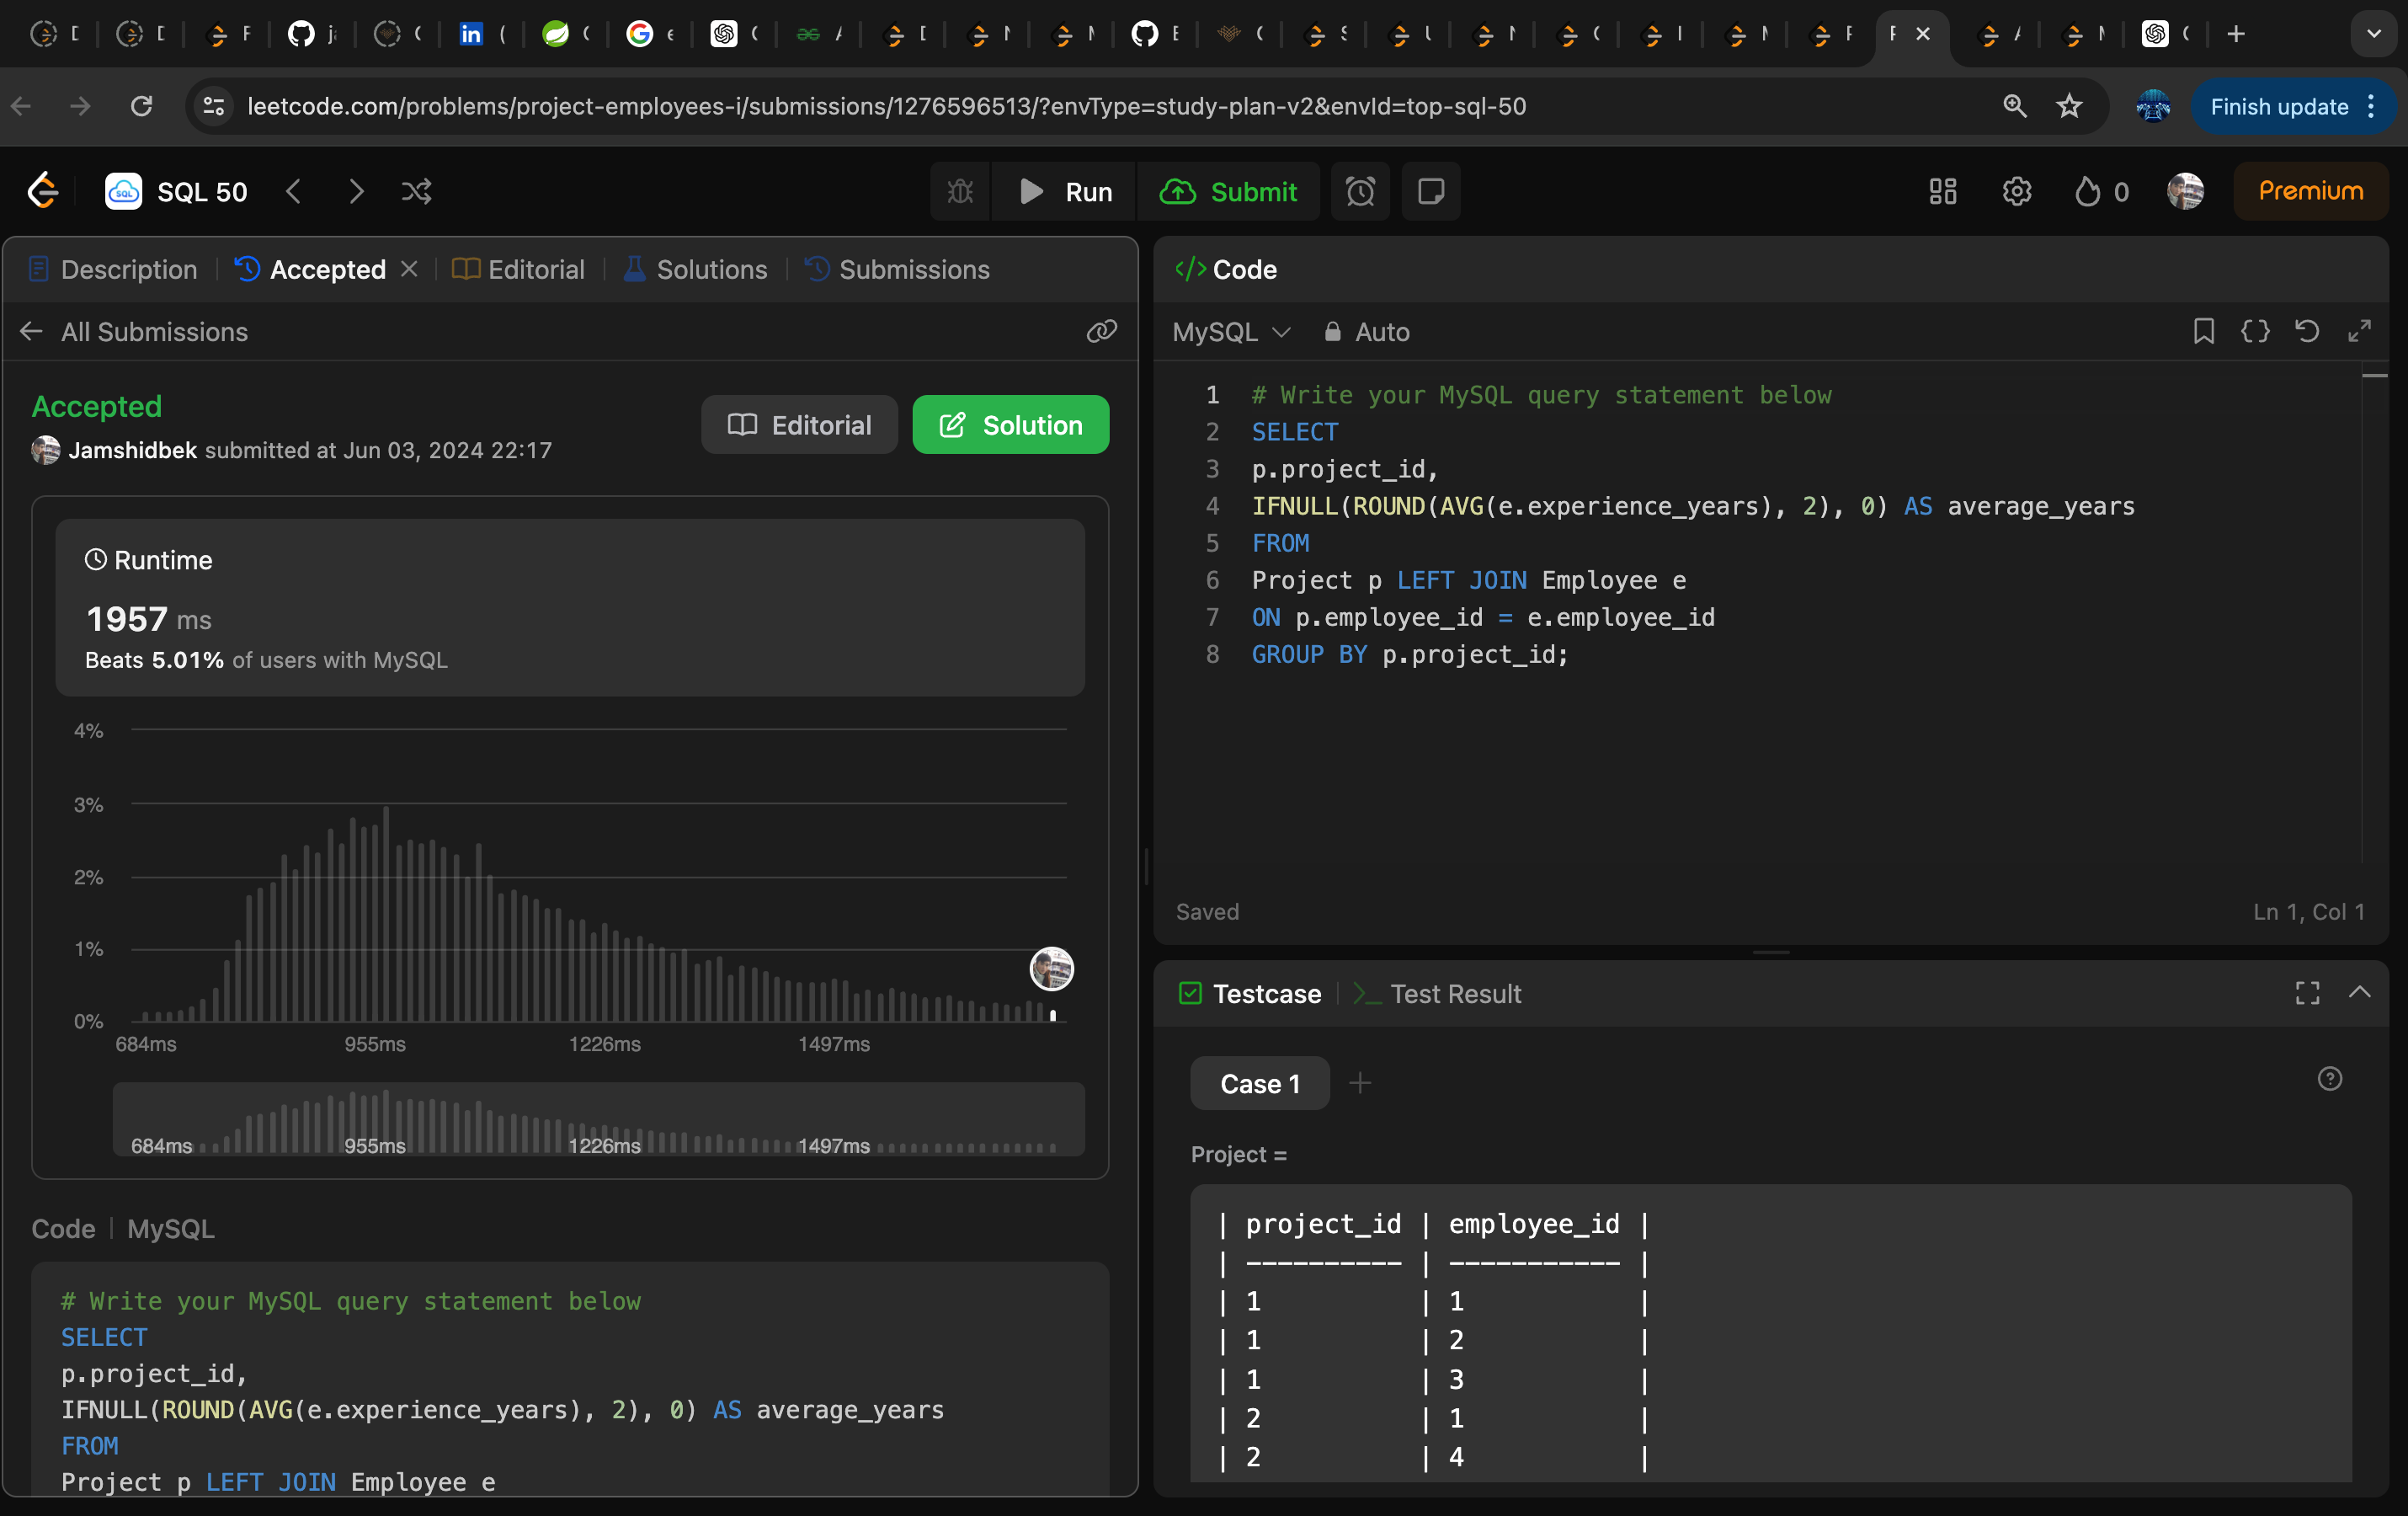 leetcode.com/problems/project-employees-i/submissions/1276596513/?envType=study-plan-v2&envId=top-sql-50
Finish update
SQL 50
Run
Submit
0
Premium
Description
Accepted
Editorial
Solutions
Submissions
All Submissions
Accepted
Jamshidbek submitted at Jun 03, 2024 22:17
Editorial
Solution
Runtime
1957 ms
Beats 5.01% of users with MySQL
4%
3%
2%
1%
0%
684ms 955ms 1226ms 1497ms
684ms 955ms 1226ms 1497ms
Code | MySQL
# Write your MySQL query statement below
SELECT
p.project_id,
IFNULL(ROUND(AVG(e.experience_years), 2), 0) AS average_years
FROM
Project p LEFT JOIN Employee e
</> Code
MySQL
Auto
1 # Write your MySQL query statement below
2 SELECT
3 p.project_id,
4 IFNULL(ROUND(AVG(e.experience_years), 2), 0) AS average_years
5 FROM
6 Project p LEFT JOIN Employee e
7 ON p.employee_id = e.employee_id
8 GROUP BY p.project_id;
Saved
Ln 1, Col 1
Testcase
Test Result
Case 1
Project =
| project_id | employee_id |
| ---------- | ----------- |
| 1 | 1 |
| 1 | 2 |
| 1 | 3 |
| 2 | 1 |
| 2 | 4 |